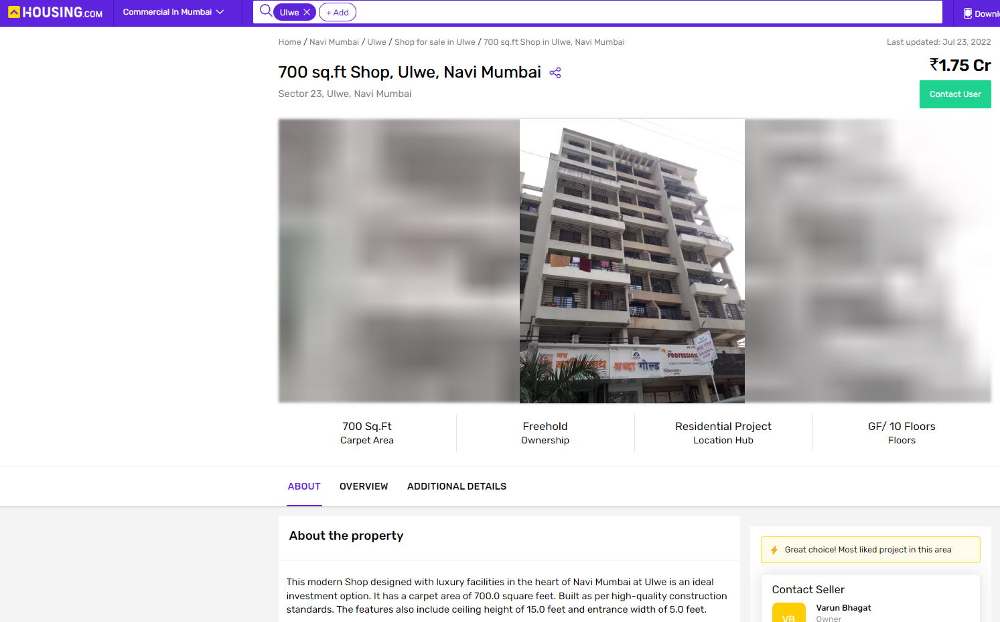 HOUSING.COM
Commercial In Mumbai
Ulwe
+ Add
Downl
Home / Navi Mumbai / Ulwe / Shop for sale in Ulwe / 700 sq.ft Shop in Ulwe, Navi Mumbai
Last updated: Jul 23, 2022
700 sq.ft Shop, Ulwe, Navi Mumbai
₹1.75 Cr
Sector 23, Ulwe, Navi Mumbai
Contact User
जय
श्रध्दा गोल्ड
THE PROFESSION
700 Sq.Ft
Carpet Area
Freehold
Ownership
Residential Project
Location Hub
GF/ 10 Floors
Floors
ABOUT
OVERVIEW
ADDITIONAL DETAILS
About the property
This modern Shop designed with luxury facilities in the heart of Navi Mumbai at Ulwe is an ideal
investment option. It has a carpet area of 700.0 square feet. Built as per high-quality construction
standards. The features also include ceiling height of 15.0 feet and entrance width of 5.0 feet.
Great choice! Most liked project in this area
Contact Seller
VB
Varun Bhagat
Owner